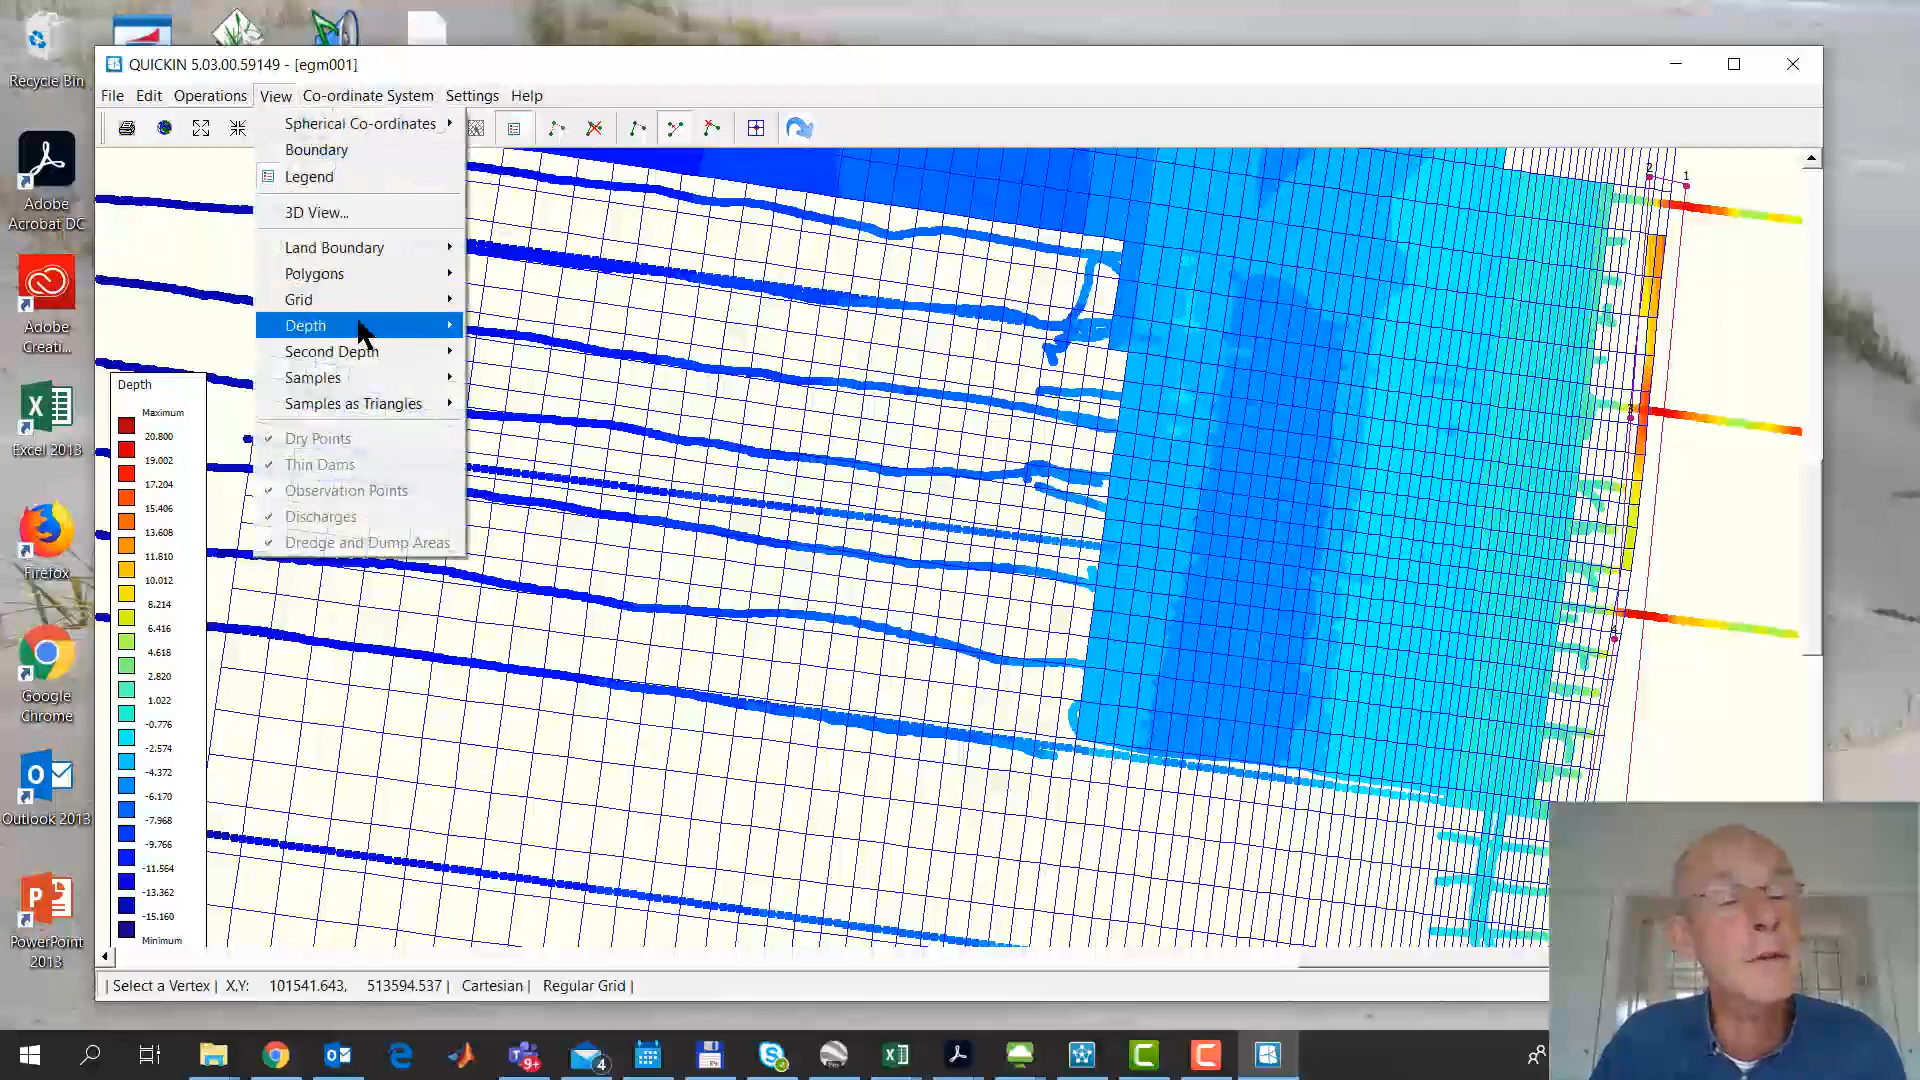 Recycle Bin
Adobe
Acrobat DC
Adobe
Creati...
Excel 2013
Firefox
Google
Chrome
Outlook 2013
PowerPoint
2013
QUICKIN 5.03.00.59149 - [egm001]
File Edit Operations View Co-ordinate System Settings Help
Spherical Co-ordinates
Boundary
Legend
3D View...
Land Boundary
Polygons
Grid
Depth
Second Depth
Samples
Samples as Triangles
Dry Points
Thin Dams
Observation Points
Discharges
Dredge and Dump Areas
Depth
Maximum
20.800
19.002
17.204
15.406
13.608
11.810
10.012
8.214
6.416
4.618
2.820
1.022
-0.776
-2.574
-4.372
-6.170
-7.968
-9.766
-11.564
-13.362
-15.160
Minimum
2
1
3
4
| Select a Vertex | X,Y: 101541.643, 513594.537 | Cartesian | Regular Grid |
9+
4